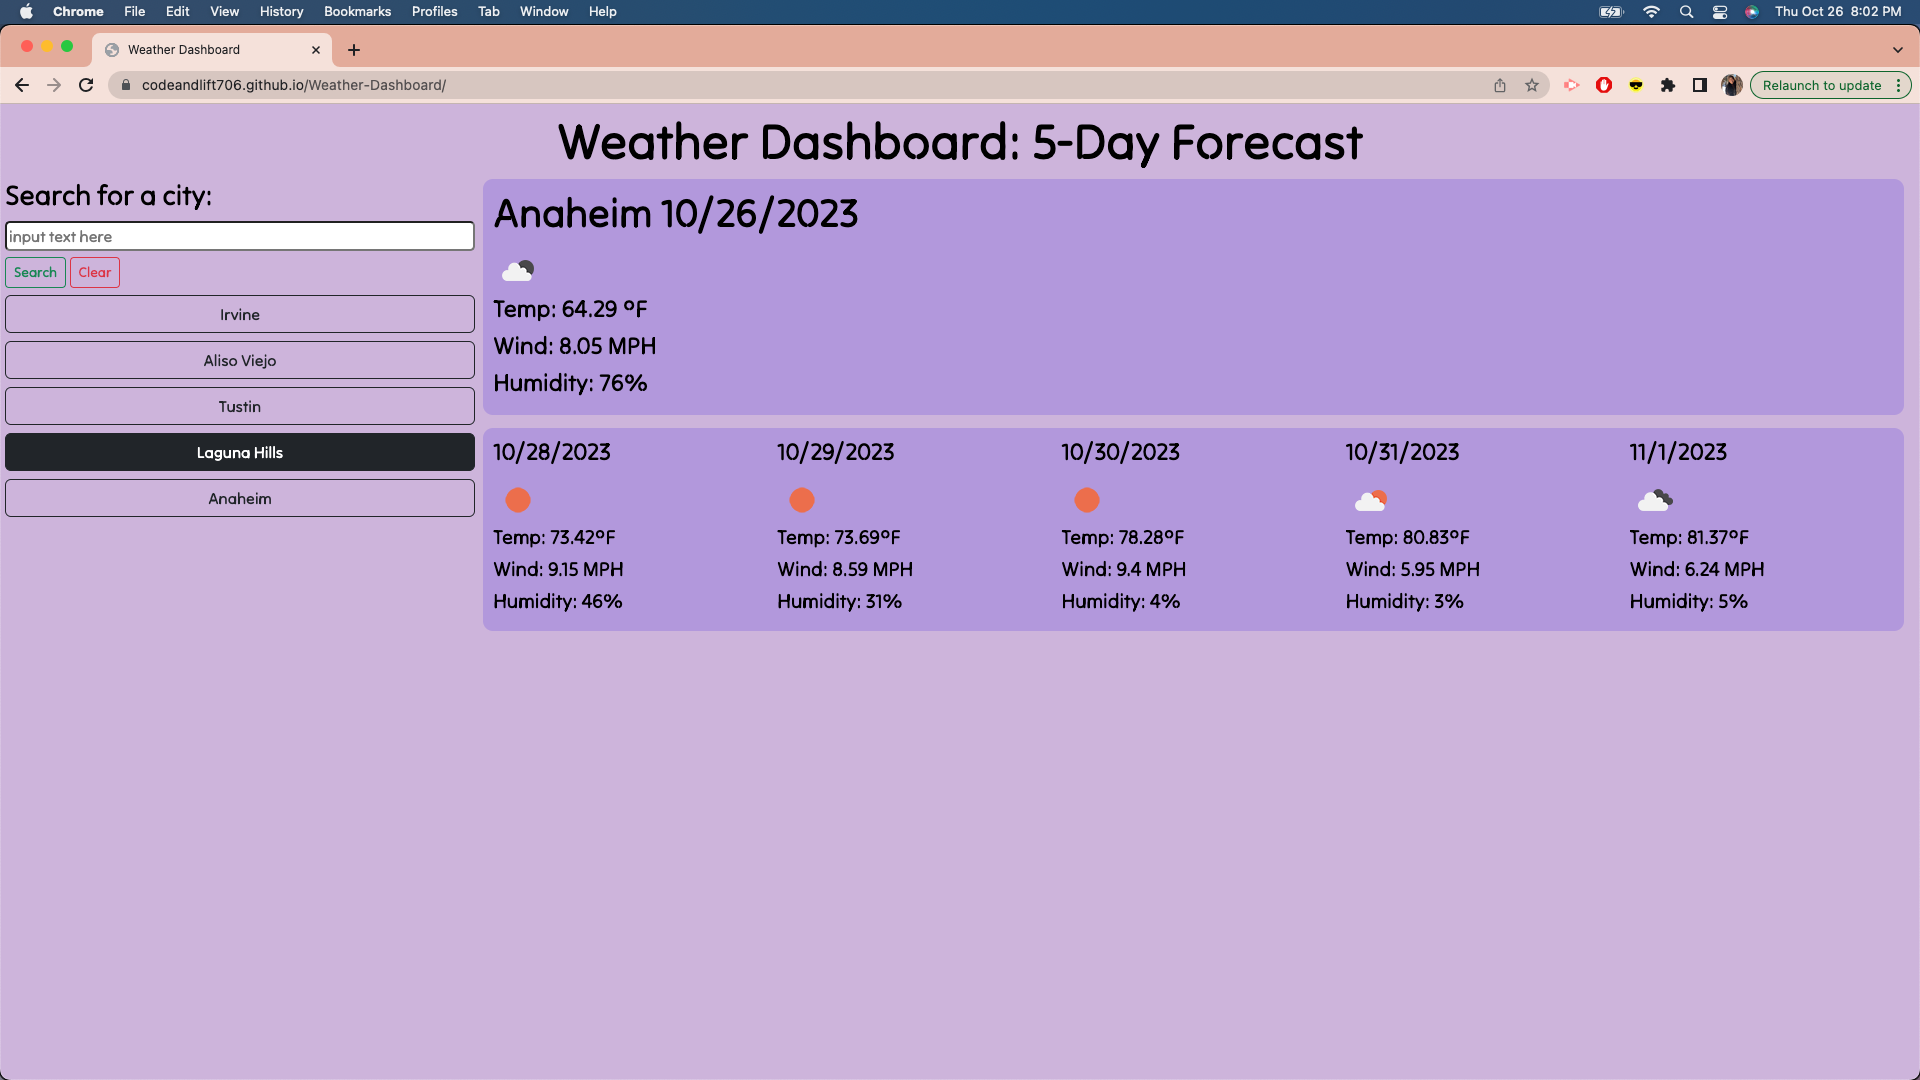 Chrome File Edit View History Bookmarks Profiles Tab Window Help Thu Oct 26 8:02 PM
Weather Dashboard
codeandlift706.github.io/Weather-Dashboard/ Relaunch to update
Weather Dashboard: 5-Day Forecast
Search for a city:
input text here
Search Clear
Irvine
Aliso Viejo
Tustin
Laguna Hills
Anaheim
Anaheim 10/26/2023
Temp: 64.29 ºF
Wind: 8.05 MPH
Humidity: 76%
10/28/2023
Temp: 73.42ºF
Wind: 9.15 MPH
Humidity: 46%
10/29/2023
Temp: 73.69ºF
Wind: 8.59 MPH
Humidity: 31%
10/30/2023
Temp: 78.28ºF
Wind: 9.4 MPH
Humidity: 4%
10/31/2023
Temp: 80.83ºF
Wind: 5.95 MPH
Humidity: 3%
11/1/2023
Temp: 81.37ºF
Wind: 6.24 MPH
Humidity: 5%